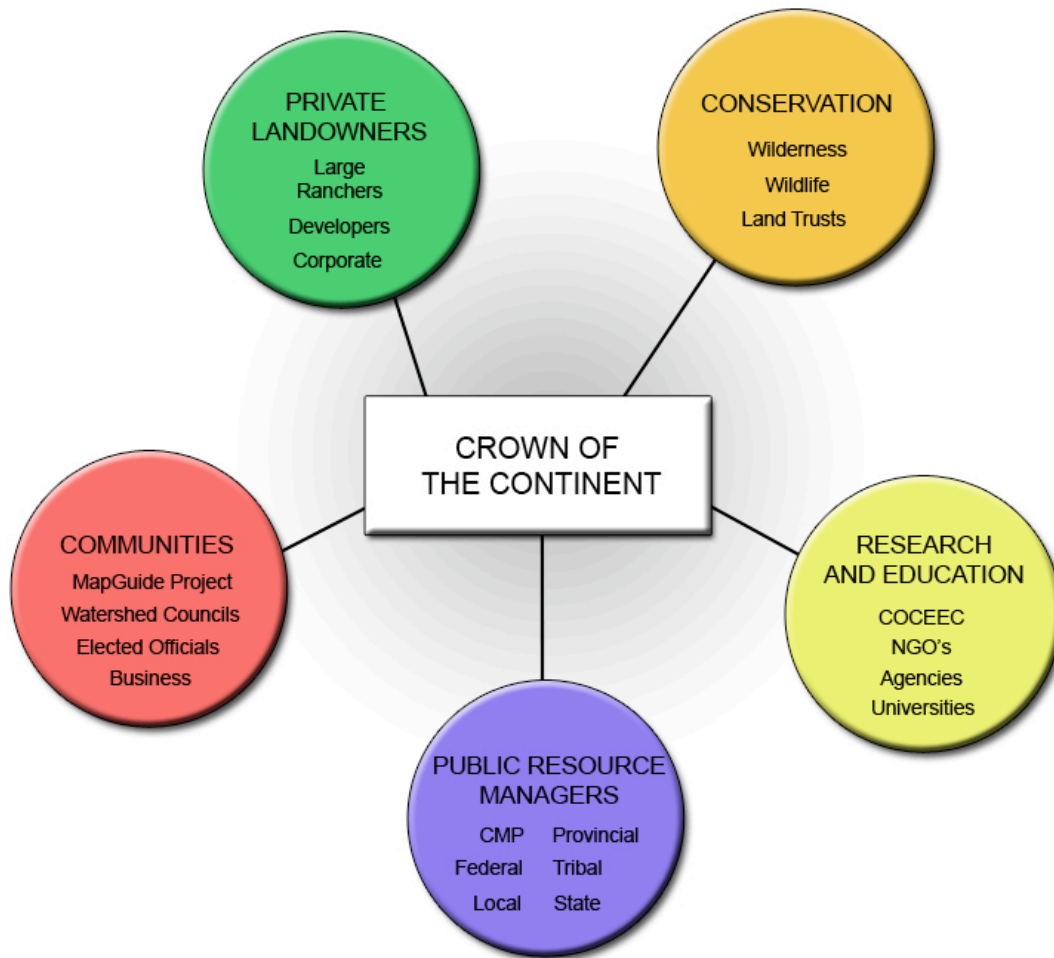 PRIVATE
LANDOWNERS
Large
Ranchers
Developers
Corporate
CONSERVATION
Wilderness
Wildlife
Land Trusts
CROWN OF
THE CONTINENT
COMMUNITIES
MapGuide Project
Watershed Councils
Elected Officials
Business
RESEARCH
AND EDUCATION
COCEEC
NGO's
Agencies
Universities
PUBLIC RESOURCE
MANAGERS
CMP Provincial
Federal Tribal
Local State